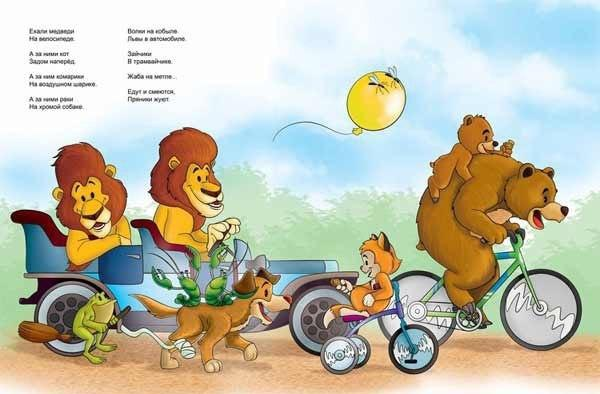 Ехали медведи
На велосипеде.
А за ними кот
Задом наперёд.
А за ним комарики
На воздушном шарике.
А за ними раки
На хромой собаке.
Волки на кобыле.
Львы в автомобиле.
Зайчики
В трамвайчике.
Жаба на метле...
Едут и смеются,
Пряники жуют.